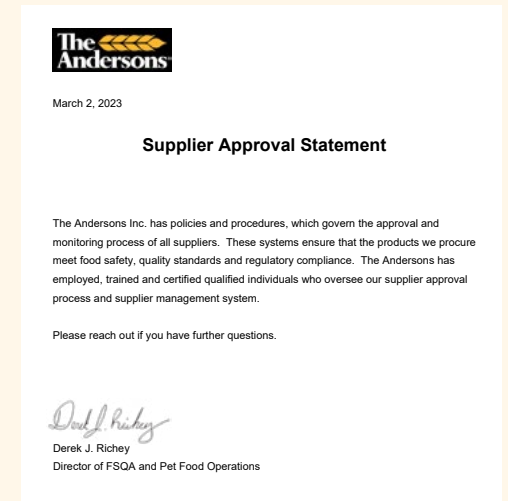 The
Andersons
March 2, 2023
Supplier Approval Statement
The Andersons Inc. has policies and procedures, which govern the approval and
monitoring process of all suppliers.  These systems ensure that the products we procure
meet food safety, quality standards and regulatory compliance.  The Andersons has
employed, trained and certified qualified individuals who oversee our supplier approval
process and supplier management system.
Please reach out if you have further questions.
Derek J. Richey
Derek J. Richey
Director of FSQA and Pet Food Operations